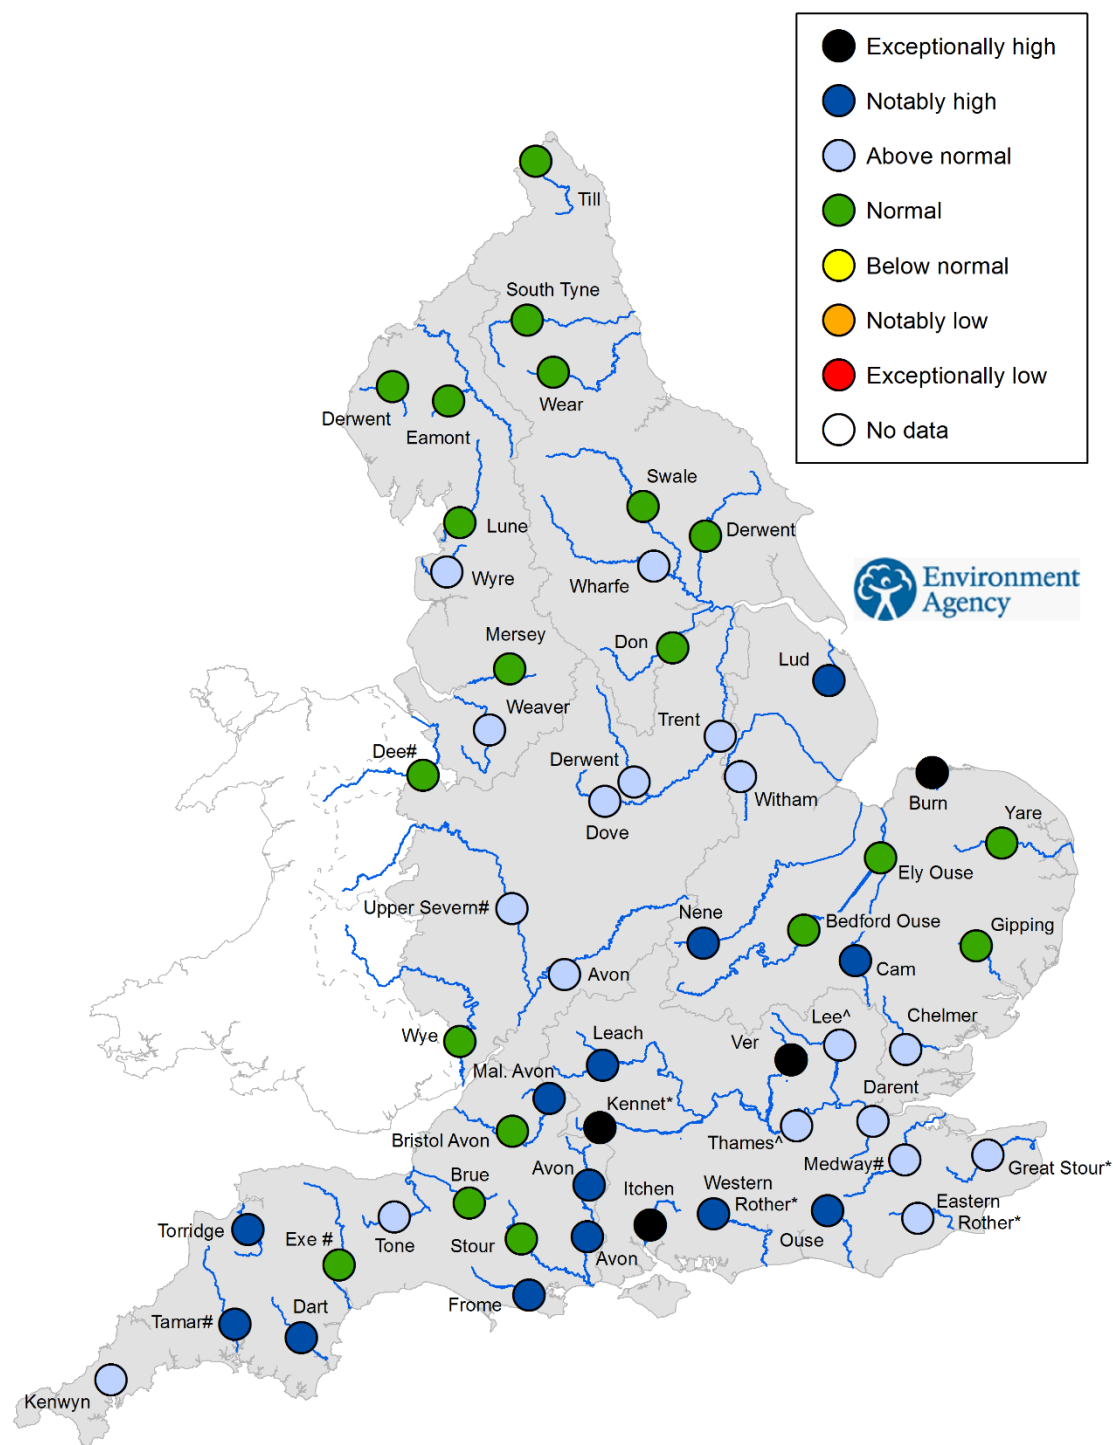 Exceptionally high
Notably high
Above normal
Normal
Below normal
Notably low
Exceptionally low
No data
Till
South Tyne
Wear
Derwent
Eamont
Swale
Lune
Derwent
Wyre
Wharfe
Environment
Agency
Mersey
Don
Lud
Weaver
Trent
Dee#
Derwent
Witham
Burn
Dove
Yare
Ely Ouse
Upper Severn#
Nene
Bedford Ouse
Gipping
Avon
Cam
Chelmer
Lee^
Wye
Leach
Ver
Mal. Avon
Darent
Kennet*
Bristol Avon
Thames^
Avon
Medway#
Great Stour*
Brue
Itchen
Western
Rother*
Eastern
Rother*
Torridge
Exe #
Tone
Stour
Avon
Ouse
Frome
Dart
Tamar#
Kenwyn